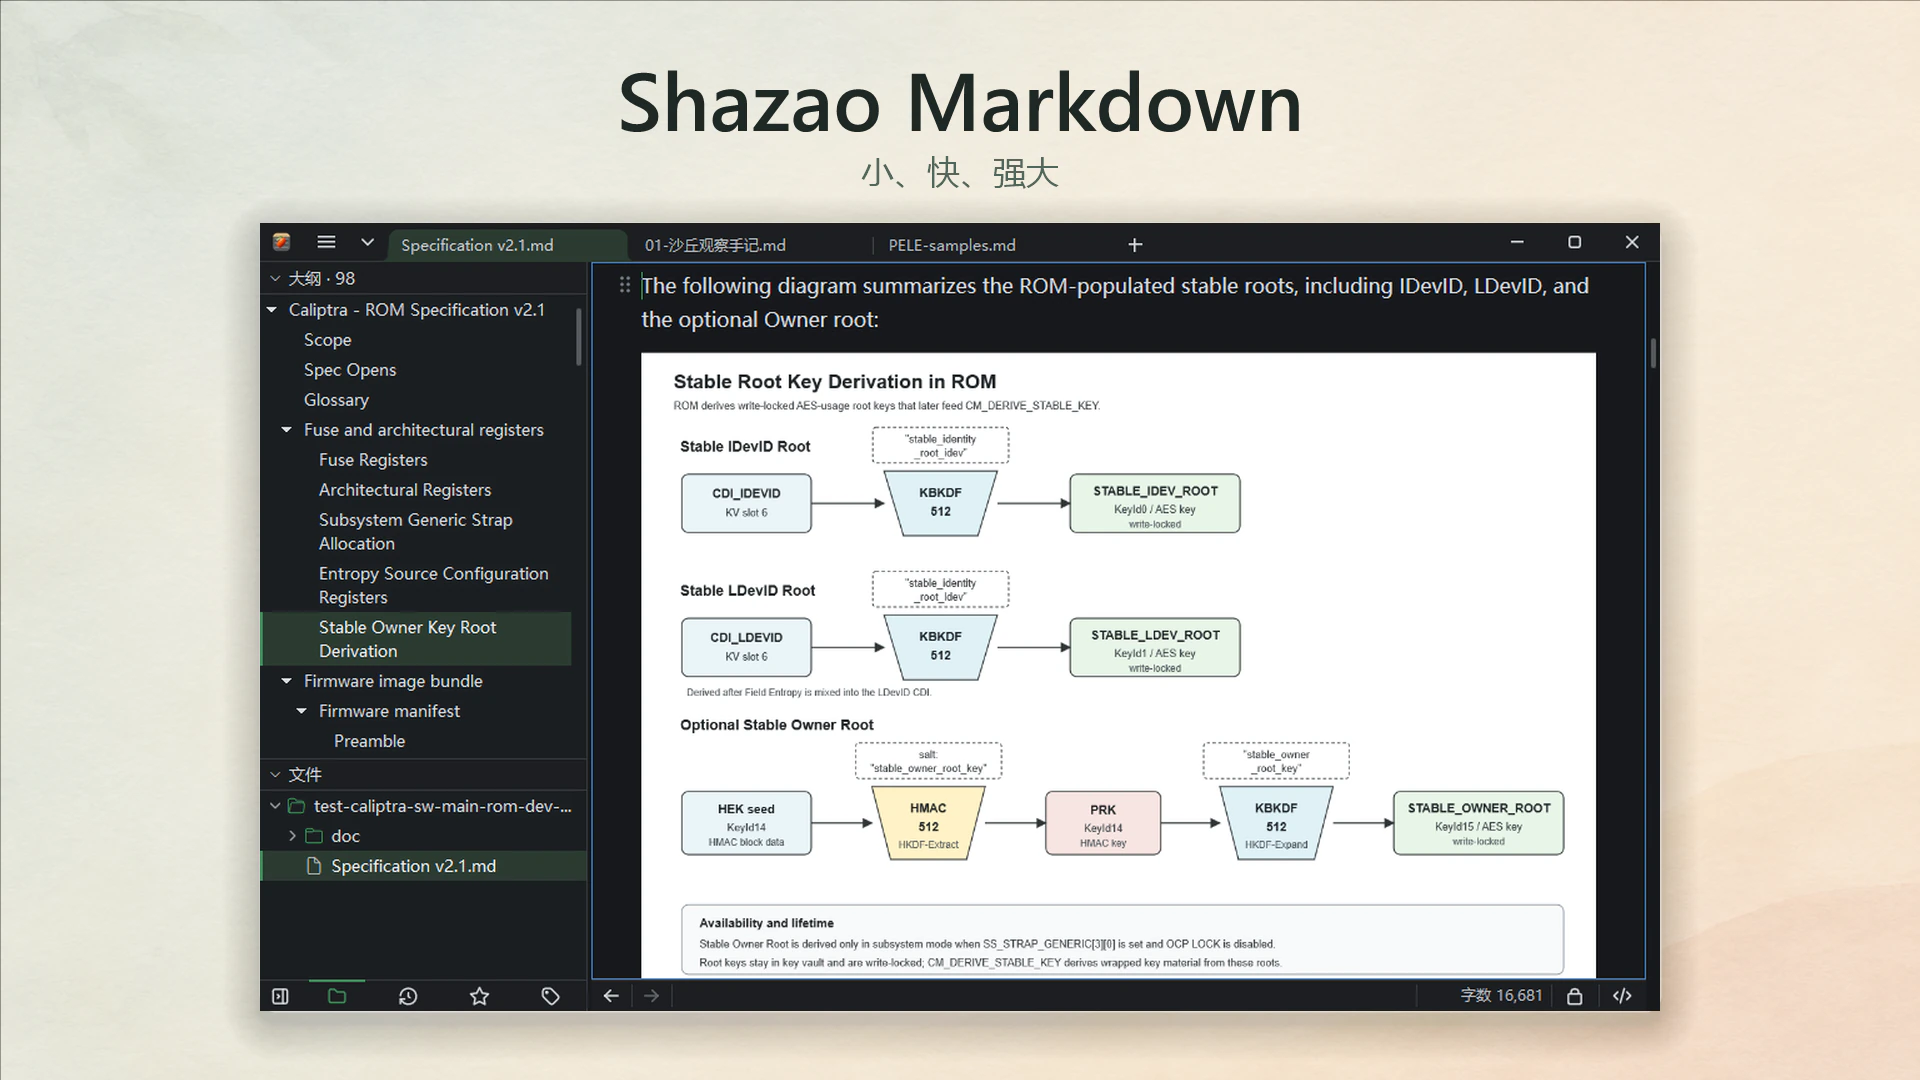 Shazao Markdown
小、快、强大
Specification v2.1.md
01-沙丘观察手记.md
PELE-samples.md
大纲 · 98
Caliptra - ROM Specification v2.1
Scope
Spec Opens
Glossary
Fuse and architectural registers
Fuse Registers
Architectural Registers
Subsystem Generic Strap
Allocation
Entropy Source Configuration
Registers
Stable Owner Key Root
Derivation
Firmware image bundle
Firmware manifest
Preamble
文件
test-caliptra-sw-main-rom-dev-...
doc
Specification v2.1.md
The following diagram summarizes the ROM-populated stable roots, including IDevID, LDevID, and
the optional Owner root:
Stable Root Key Derivation in ROM
ROM derives write-locked AES-usage root keys that later feed CM_DERIVE_STABLE_KEY.
Stable IDevID Root
"stable_identity
_root_idev"
CDI_IDEVID
KV slot 6
KBKDF
512
STABLE_IDEV_ROOT
KeyId0 / AES key
write-locked
Stable LDevID Root
"stable_identity
_root_idev"
CDI_LDEVID
KV slot 6
KBKDF
512
STABLE_LDEV_ROOT
KeyId1 / AES key
write-locked
Derived after Field Entropy is mixed into the LDevID CDI.
Optional Stable Owner Root
salt:
"stable_owner_root_key"
"stable_owner
_root_key"
HEK seed
KeyId14
HMAC block data
HMAC
512
HKDF-Extract
PRK
KeyId14
HMAC key
KBKDF
512
HKDF-Expand
STABLE_OWNER_ROOT
KeyId15 / AES key
write-locked
Availability and lifetime
Stable Owner Root is derived only in subsystem mode when SS_STRAP_GENERIC[3][0] is set and OCP LOCK is disabled.
Root keys stay in key vault and are write-locked; CM_DERIVE_STABLE_KEY derives wrapped key material from these roots.
字数 16,681